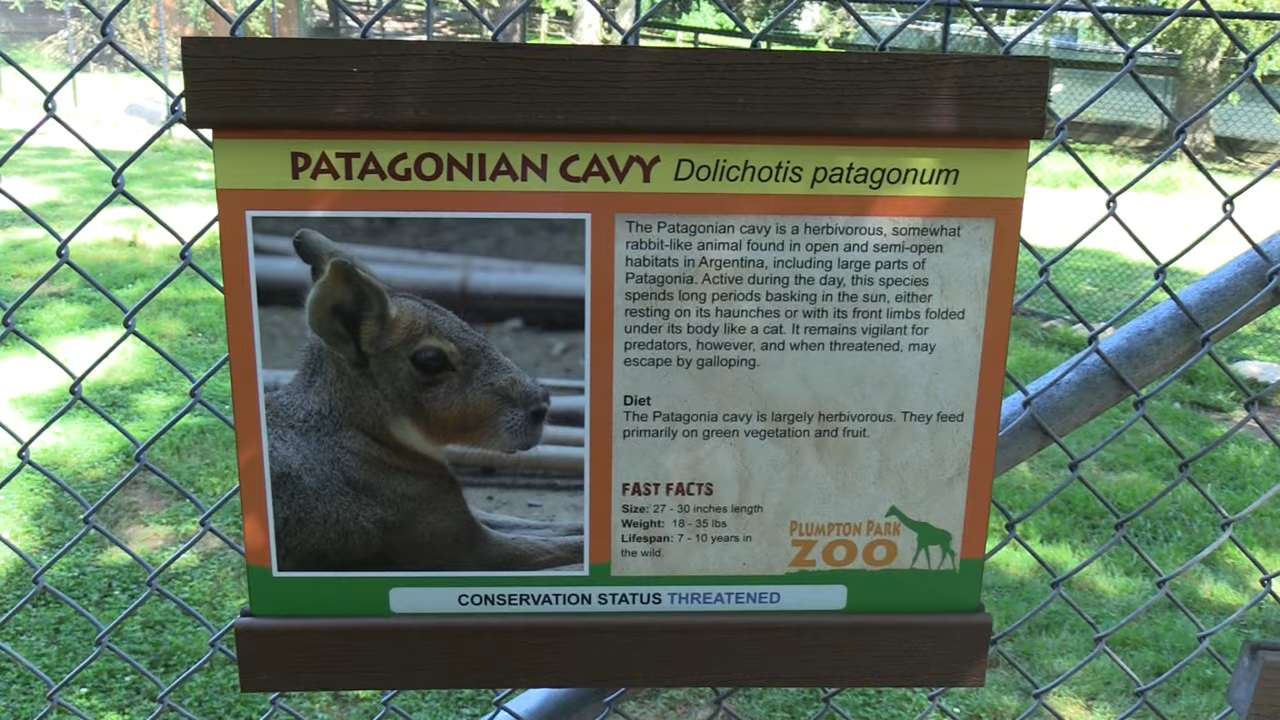 PATAGONIAN CAVY Dolichotis patagonum
The Patagonian cavy is a herbivorous, somewhat
rabbit-like animal found in open and semi-open
habitats in Argentina, including large parts of
Patagonia. Active during the day, this species
spends long periods basking in the sun, either
resting on its haunches or with its front limbs folded
under its body like a cat. It remains vigilant for
predators, however, and when threatened, may
escape by galloping.
Diet
The Patagonia cavy is largely herbivorous. They feed
primarily on green vegetation and fruit.
FAST FACTS
Size: 27 - 30 inches length
Weight: 18 - 35 lbs
Lifespan: 7 - 10 years in
the wild.
PLUMPTON PARK
ZOO
CONSERVATION STATUS THREATENED